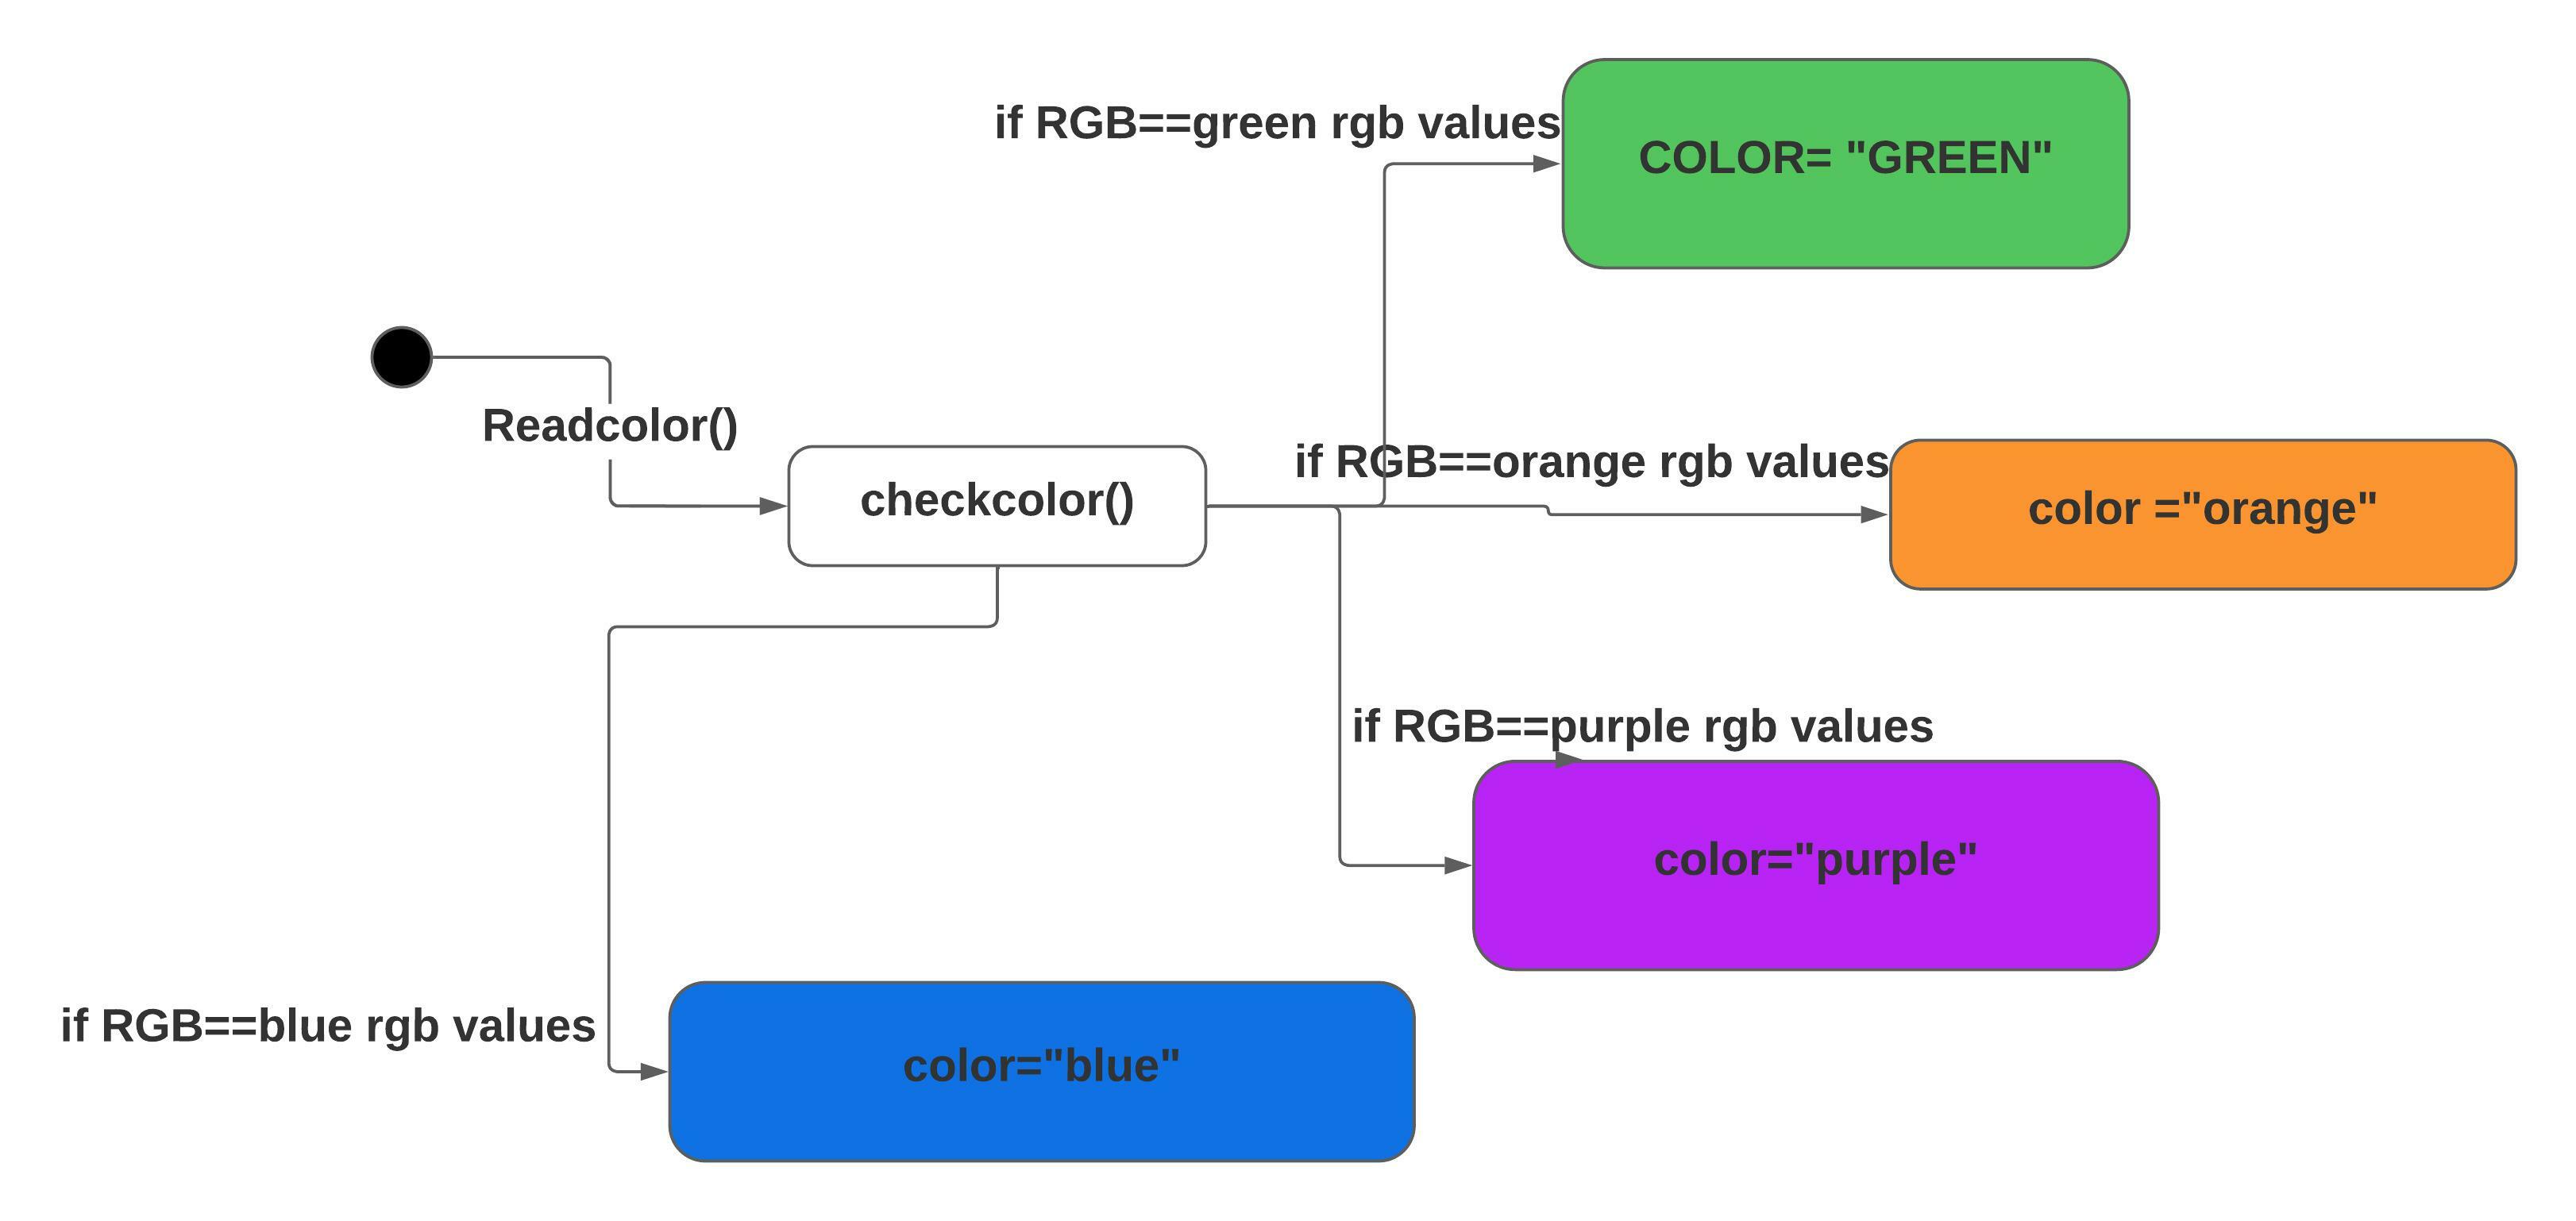 if RGB==green rgb values
COLOR= "GREEN"
Readcolor()
checkcolor()
if RGB==orange rgb values
color ="orange"
if RGB==purple rgb values
color="purple"
if RGB==blue rgb values
color="blue"